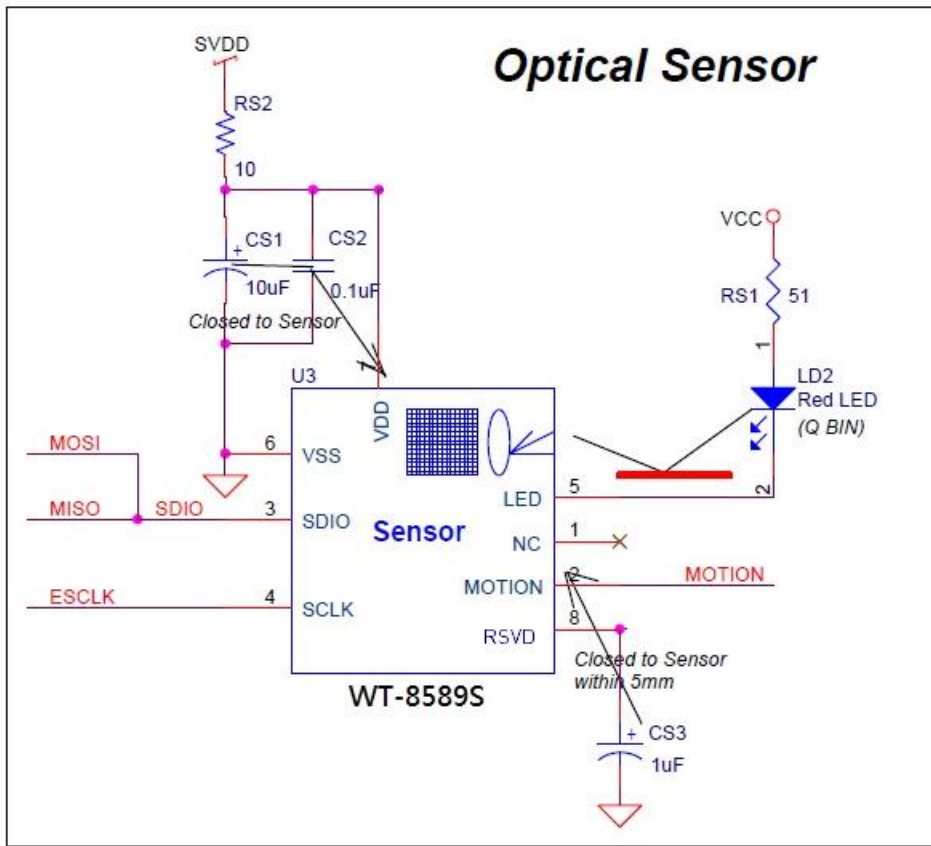 SVDD
Optical Sensor
RS2
10
CS1
CS2
+
10uF
0.1uF
Closed to Sensor
VCC
RS1
51
1
LD2
Red LED
(Q BIN)
2
U3
7
VDD
MOSI
6
VSS
LED
5
MISO
SDIO
3
SDIO
Sensor
NC
1
MOTION
2
MOTION
ESCLK
4
SCLK
RSVD
8
Closed to Sensor
within 5mm
WT-8589S
+
CS3
1uF